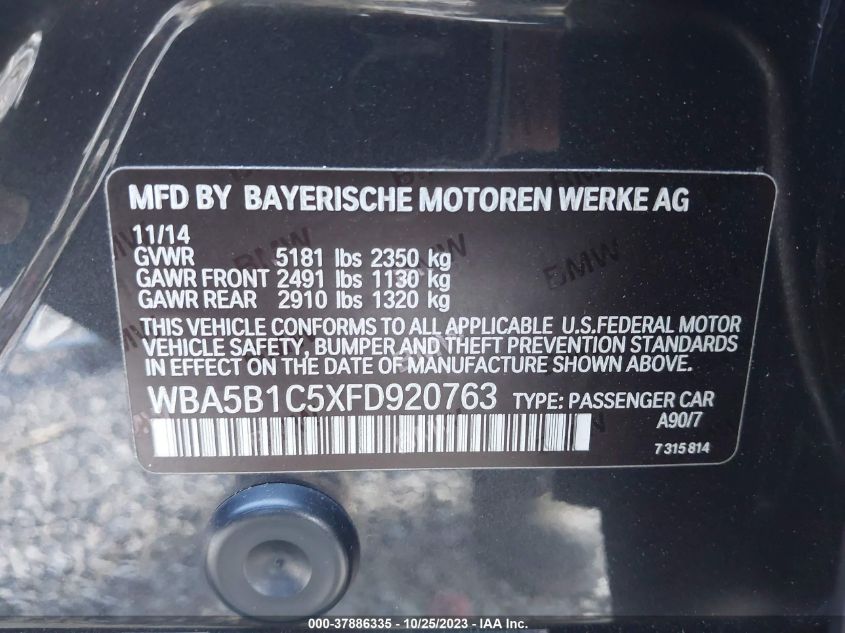 MFD BY BAYERISCHE MOTOREN WERKE AG
11/14
GVWR 5181 lbs 2350 kg
GAWR FRONT 2491 lbs 1130 kg
GAWR REAR 2910 lbs 1320 kg
THIS VEHICLE CONFORMS TO ALL APPLICABLE U.S.FEDERAL MOTOR
VEHICLE SAFETY, BUMPER AND THEFT PREVENTION STANDARDS
IN EFFECT ON THE DATE OF MANUFACTURE SHOWN ABOVE.
WBA5B1C5XFD920763 TYPE: PASSENGER CAR
A90/7
7315814
000-37886335 - 10/25/2023 - IAA Inc.